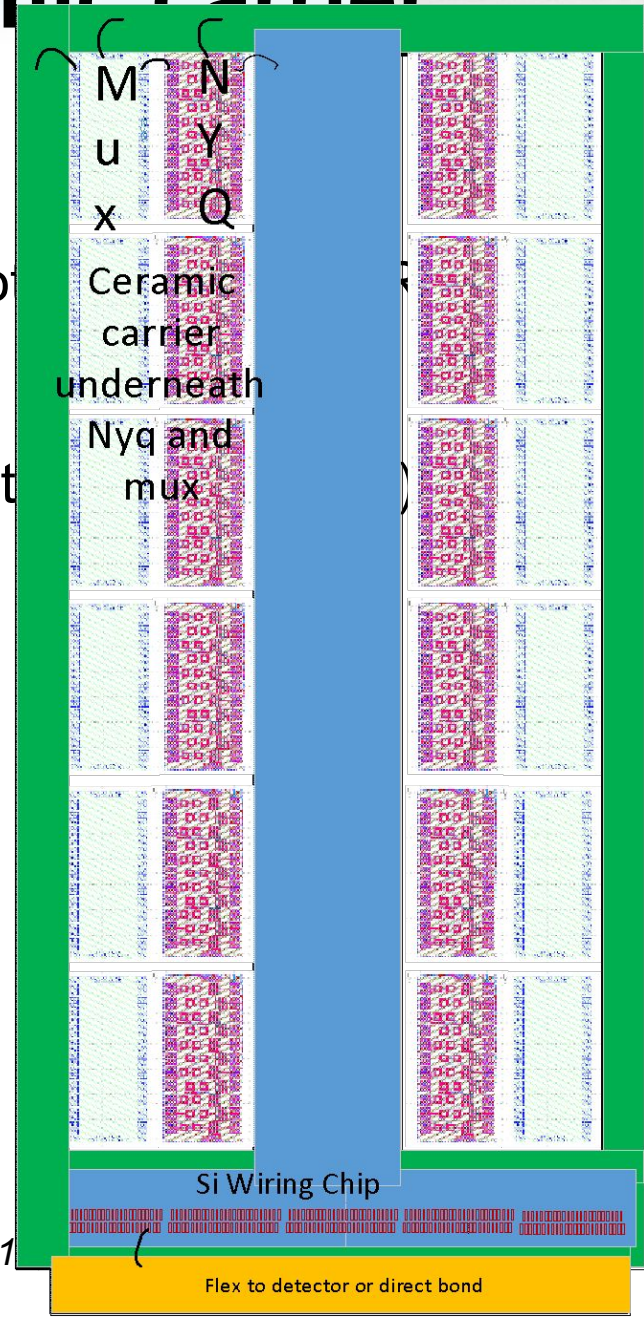 M
u
x
N
Y
Q
Ceramic
carrier
underneath
Nyq and
mux
Si Wiring Chip
Flex to detector or direct bond